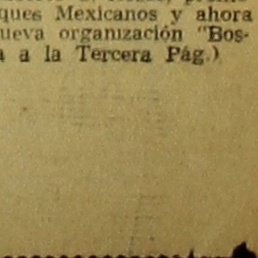 ques Mexicanos y ahora
ueva organización "Bos-
a a la Tercera Pág.)